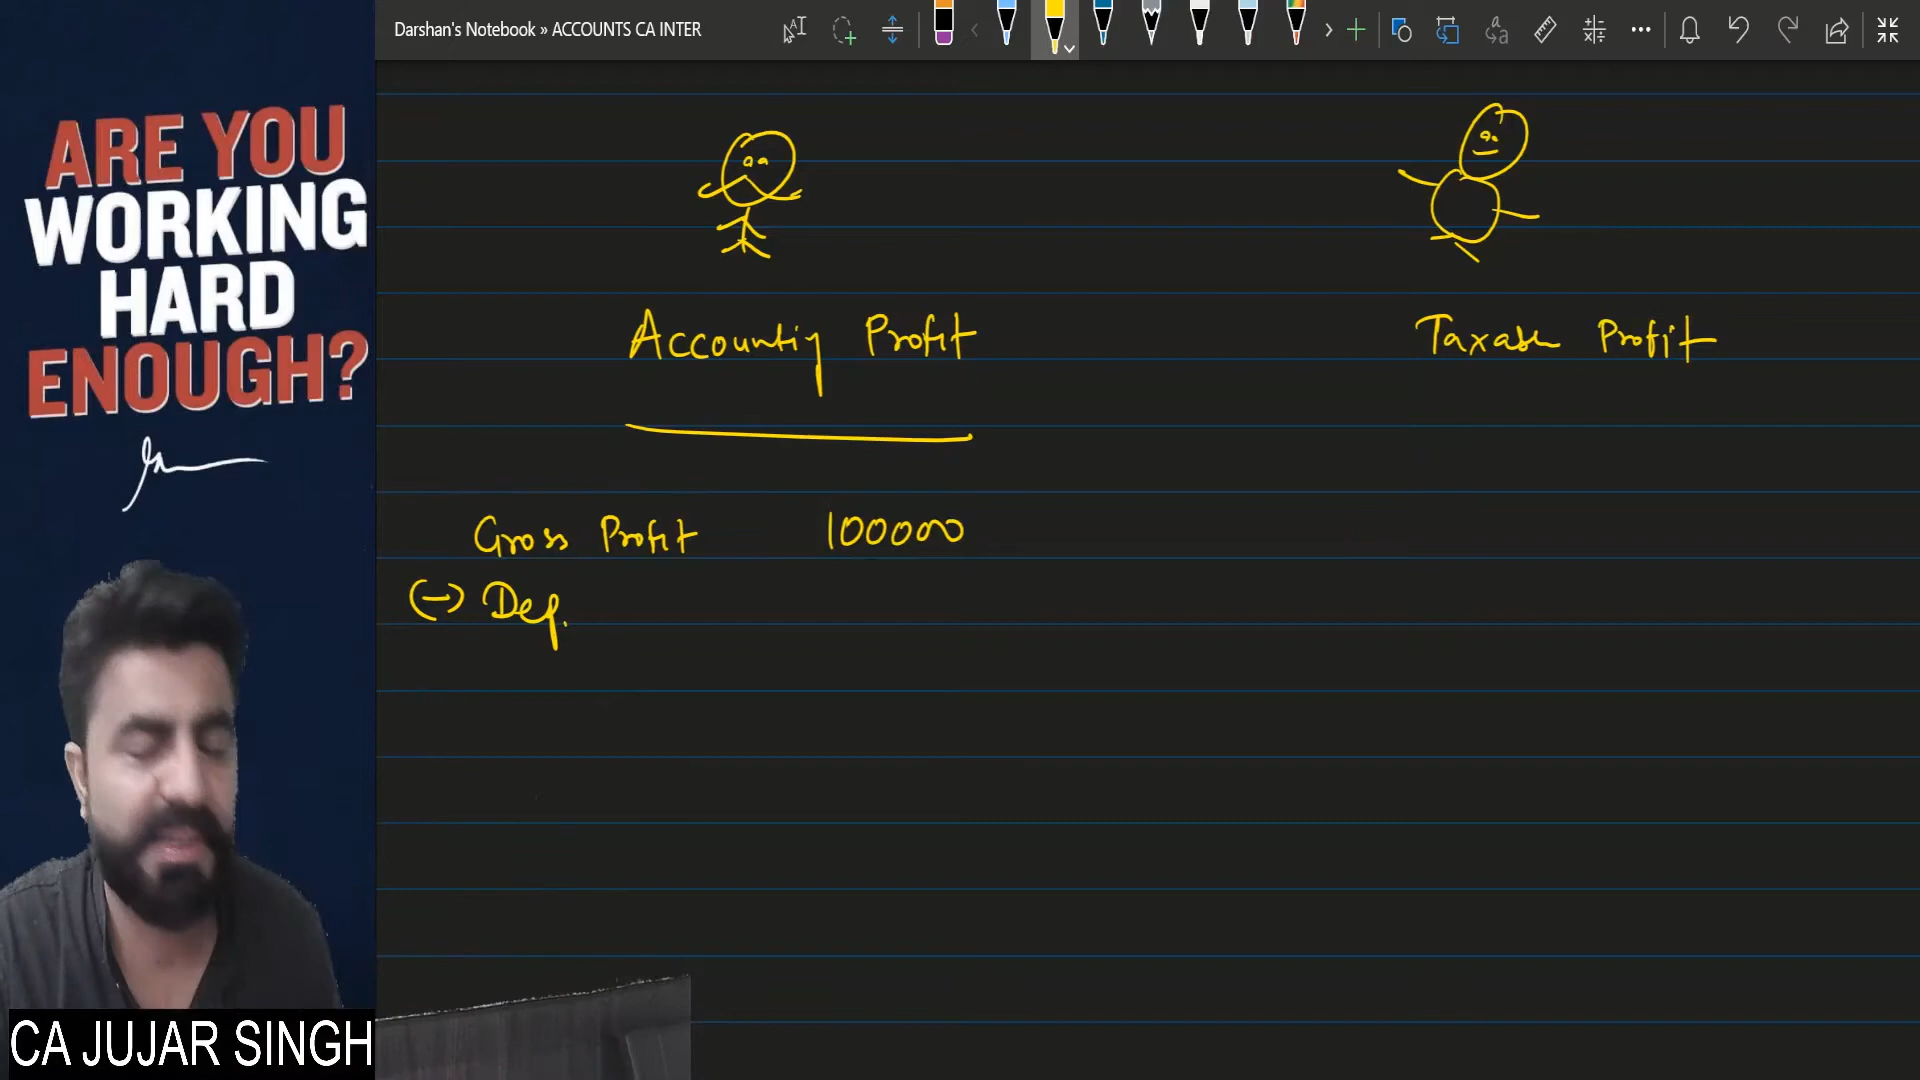 Darshan's Notebook » ACCOUNTS CA INTER
ARE YOU
WORKING
HARD
ENOUGH?
Accounting Profit
Taxable Profit
Gross Profit 100000
(-) Dep.
CA JUJAR SINGH